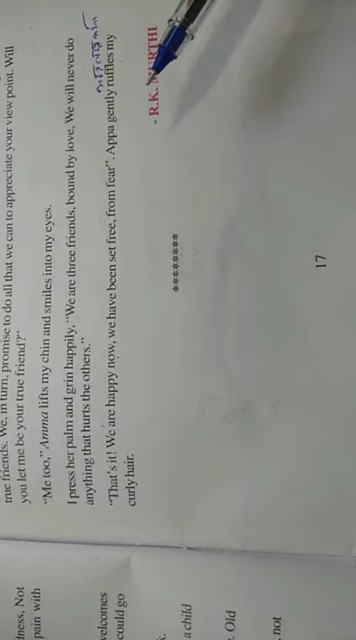 true friends. We, in turn, promise to do all that we can to appreciate your view point. Will
you let me be your true friend?"
"Me too," Amma lifts my chin and smiles into my eyes.
I press her palm and grin happily. "We are three friends, bound by love, We will never do
anything that hurts the others."
"That's it! We are happy now, we have been set free, from fear". Appa gently ruffles my
curly hair.
- R.K.
********
17
dness, Not
pain with
velcomes
could go
k.
a child
. Old
not